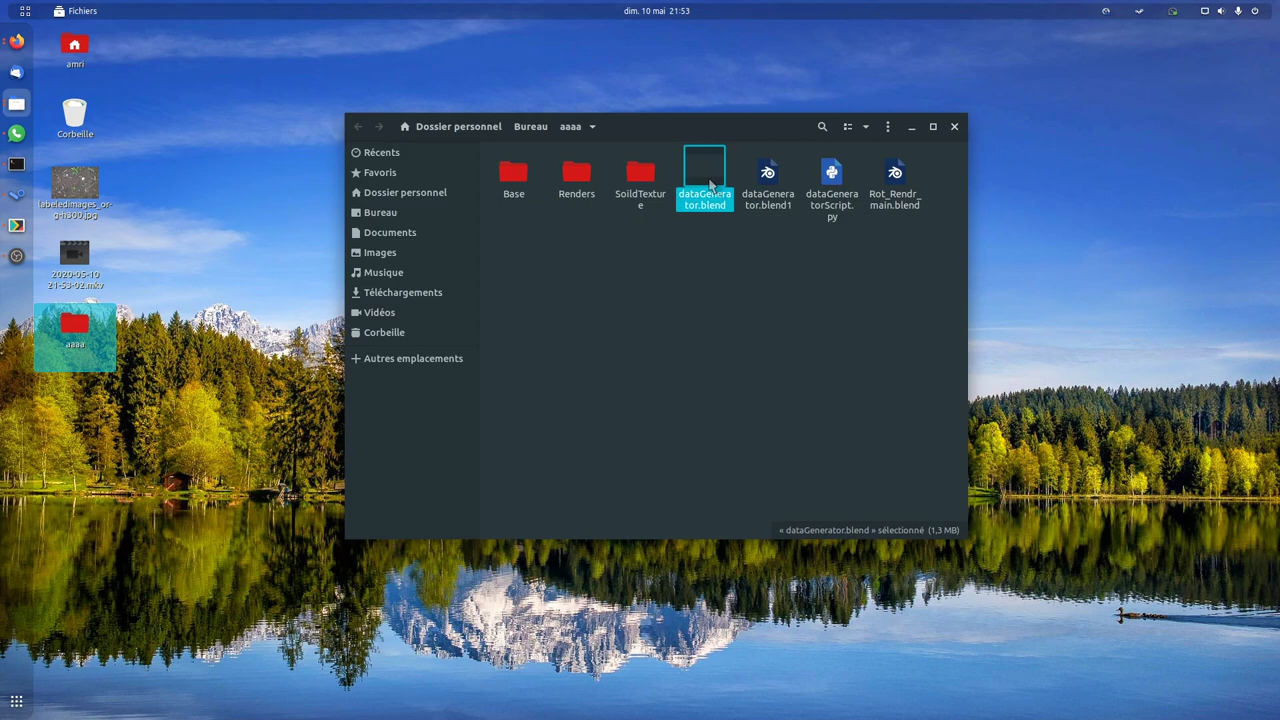 Fichiers
dim. 10 mai 21:53
amri
Corbeille
labeledimages_or-
g-h300.jpg
2020-05-10
21-53-02.mkv
aaaa
Dossier personnel
Bureau
aaaa
Récents
Favoris
Dossier personnel
Bureau
Documents
Images
Musique
Téléchargements
Vidéos
Corbeille
Autres emplacements
Base
Renders
SoildTextur
e
dataGenera
tor.blend
dataGenera
tor.blend1
dataGenera
torScript.
py
Rot_Rendr_
main.blend
« dataGenerator.blend » sélectionné (1,3 MB)